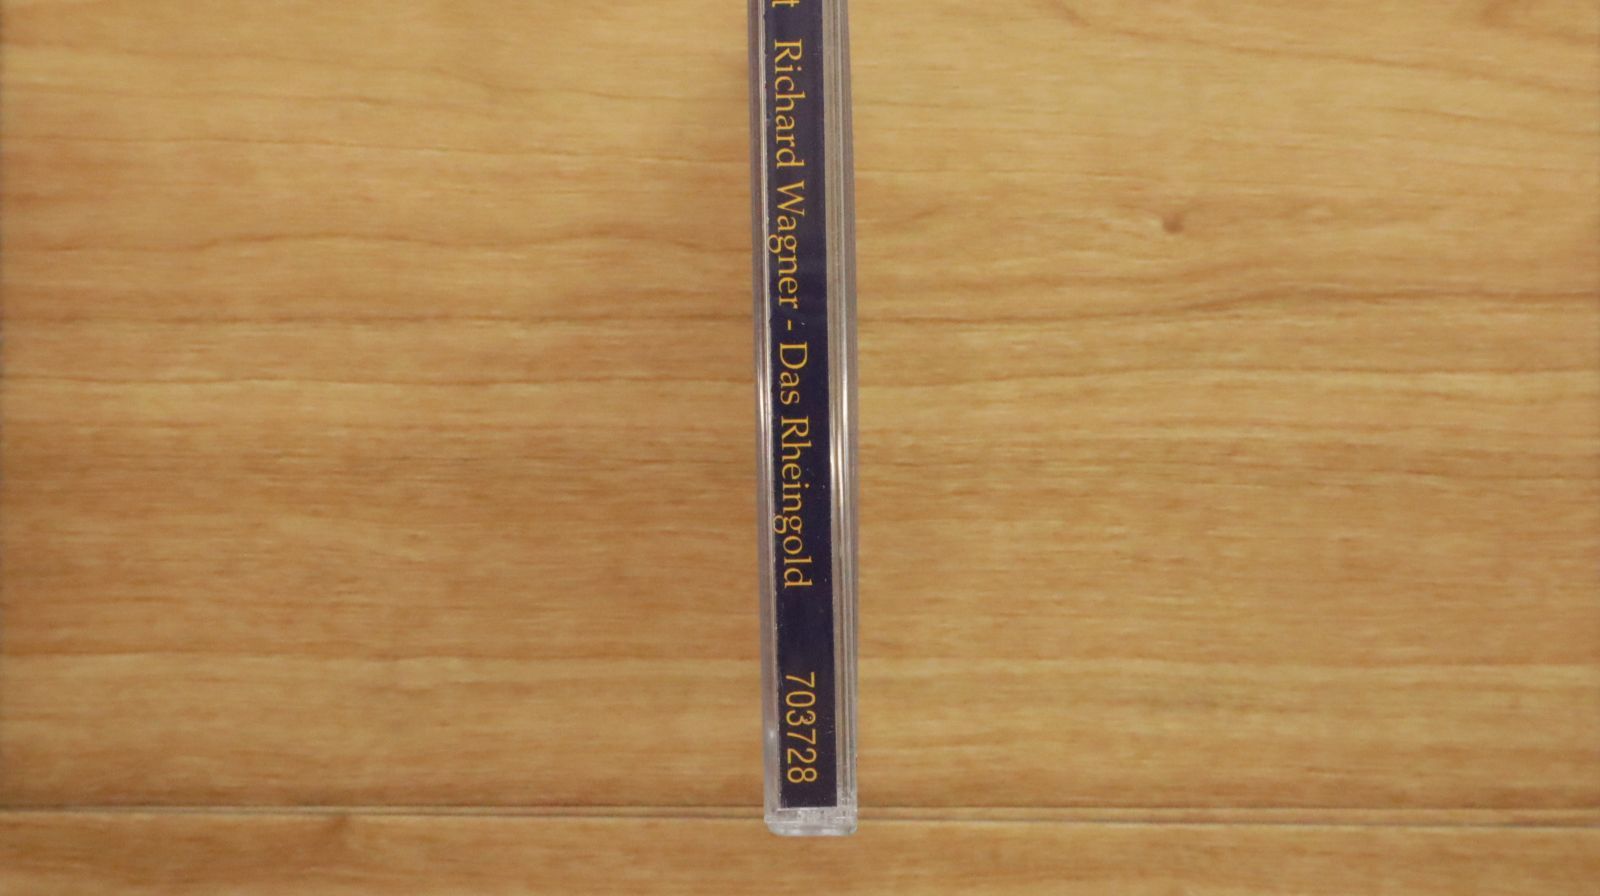 Richard Wagner - Das Rheingold 703728